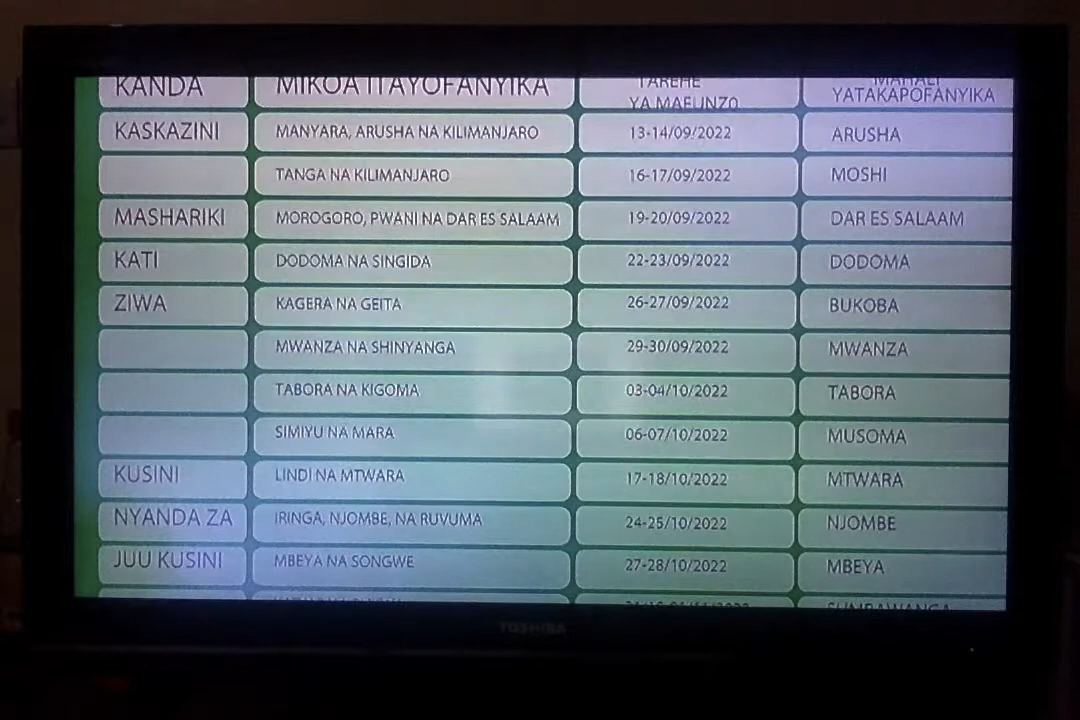 KANDA MIKOA ITAYOFANYIKA TAREHE YA MAFUNZO MAHALI YATAKAPOFANYIKA
KASKAZINI MANYARA, ARUSHA NA KILIMANJARO 13-14/09/2022 ARUSHA
TANGA NA KILIMANJARO 16-17/09/2022 MOSHI
MASHARIKI MOROGORO, PWANI NA DAR ES SALAAM 19-20/09/2022 DAR ES SALAAM
KATI DODOMA NA SINGIDA 22-23/09/2022 DODOMA
ZIWA KAGERA NA GEITA 26-27/09/2022 BUKOBA
MWANZA NA SHINYANGA 29-30/09/2022 MWANZA
TABORA NA KIGOMA 03-04/10/2022 TABORA
SIMIYU NA MARA 06-07/10/2022 MUSOMA
KUSINI LINDI NA MTWARA 17-18/10/2022 MTWARA
NYANDA ZA IRINGA, NJOMBE, NA RUVUMA 24-25/10/2022 NJOMBE
JUU KUSINI MBEYA NA SONGWE 27-28/10/2022 MBEYA
SUMBAWANGA
TOSHIBA